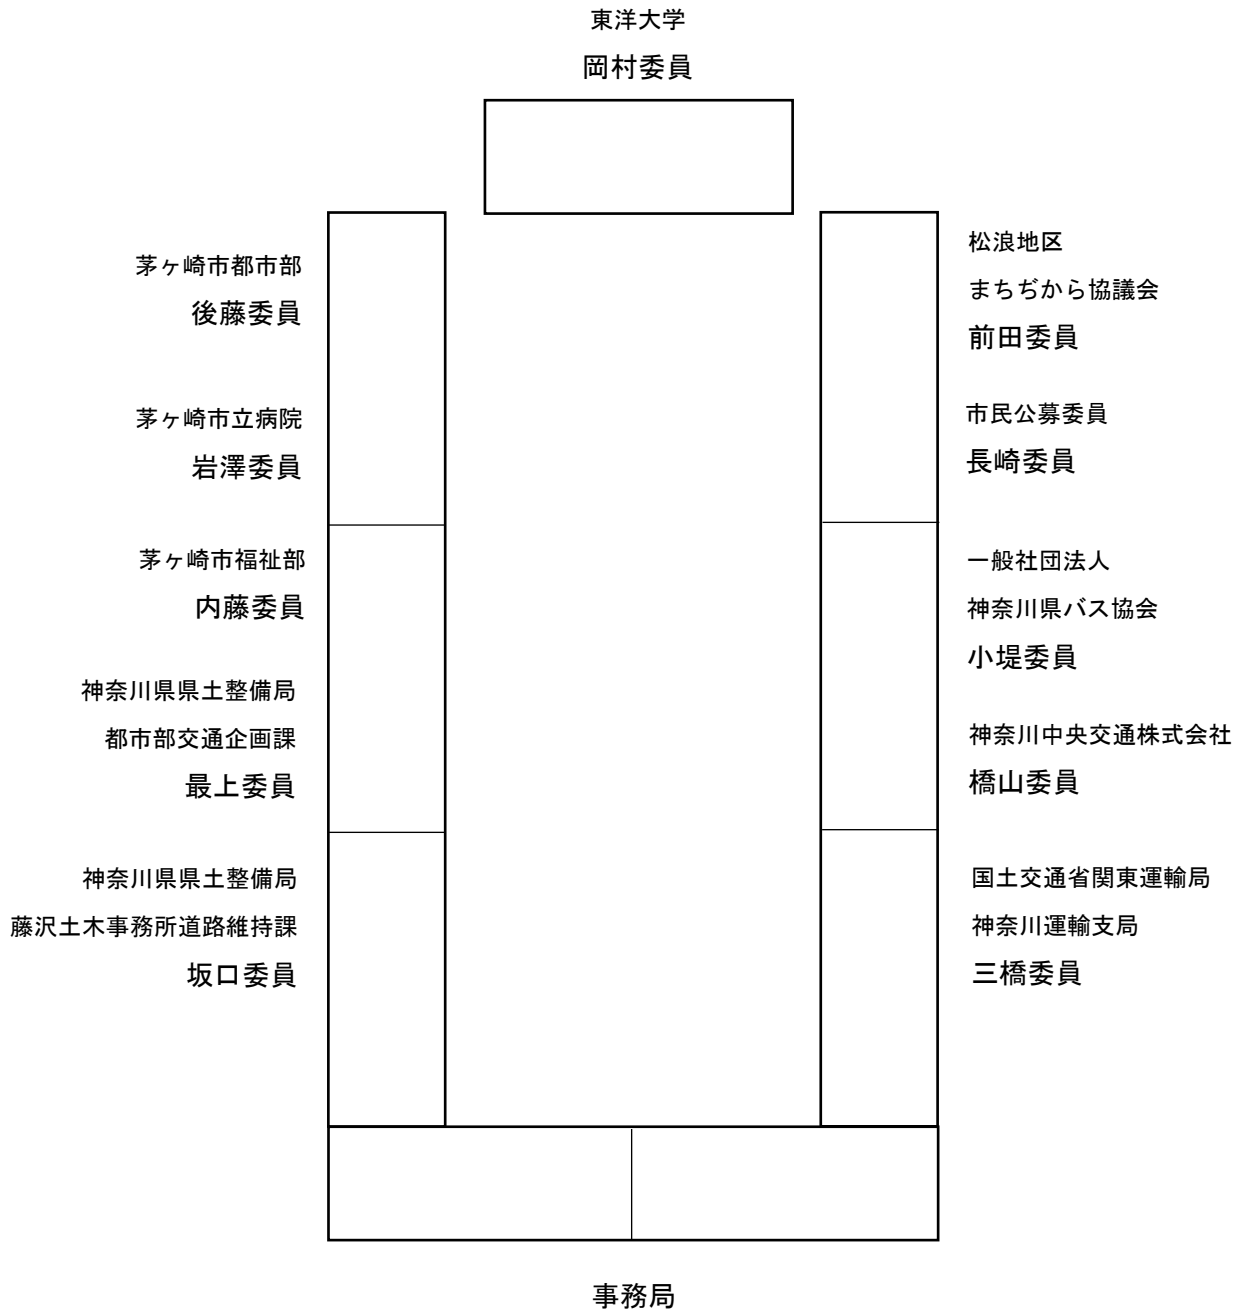 東洋大学
岡村委員
茅ヶ崎市都市部
後藤委員
茅ヶ崎市立病院
岩澤委員
茅ヶ崎市福祉部
内藤委員
神奈川県県土整備局
都市部交通企画課
最上委員
神奈川県県土整備局
藤沢土木事務所道路維持課
坂口委員
松浪地区
まちぢから協議会
前田委員
市民公募委員
長崎委員
一般社団法人
神奈川県バス協会
小堤委員
神奈川中央交通株式会社
橋山委員
国土交通省関東運輸局
神奈川運輸支局
三橋委員
事務局